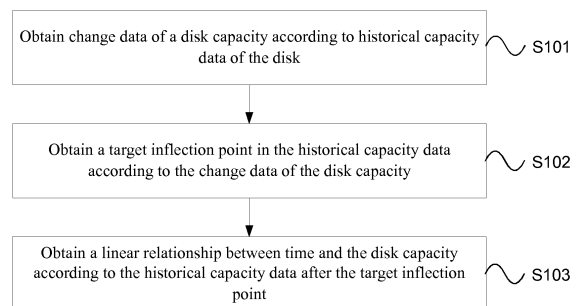 Obtain change data of a disk capacity according to historical capacity
data of the disk
S101
Obtain a target inflection point in the historical capacity data
according to the change data of the disk capacity
S102
Obtain a linear relationship between time and the disk capacity
according to the historical capacity data after the target inflection
point
S103